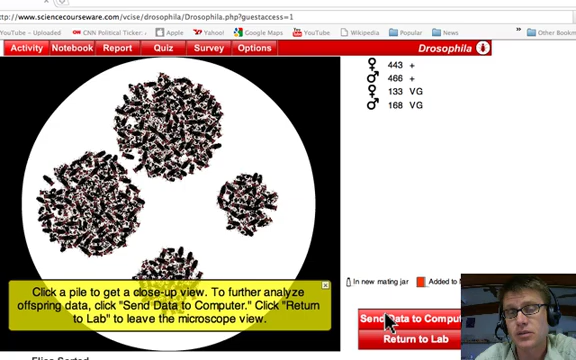 http://www.sciencecourseware.com/vcise/drosophila/Drosophila.php?guestaccess=1
YouTube - Unlimited
CNN Political Ticker:
Apple
Yahoo!
Google Maps
YouTube
Wikipedia
Popular
News
Other Bookm
Activity Notebook Report Quiz Survey Options
Drosophila
♀ 443 +
♂ 466 +
♀ 133 VG
♂ 168 VG
In new mating jar
Added to
Click a pile to get a close-up view. To further analyze
offspring data, click "Send Data to Computer." Click "Return
to Lab" to leave the microscope view.
Send Data to Comput
Return to Lab
Flies Sorted